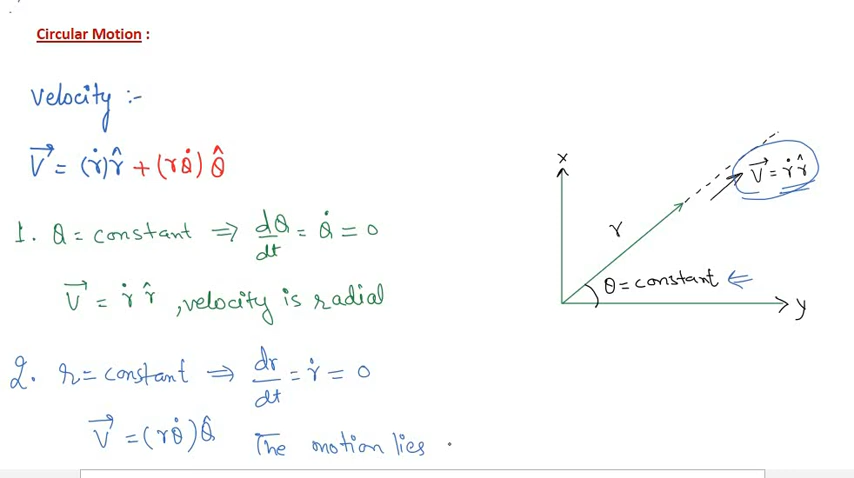 Circular Motion :
Velocity :-
V⃗ = (ṙ)r̂ + (rθ̇) θ̂
1. θ = constant ⇒ dθ/dt = θ̇ = 0
V⃗ = ṙ r̂ , velocity is radial
2. r = constant ⇒ dr/dt = ṙ = 0
V⃗ = (rθ̇)θ̂ The motion lies
x
V⃗ = ṙ r̂
r
θ = constant ⇐
y